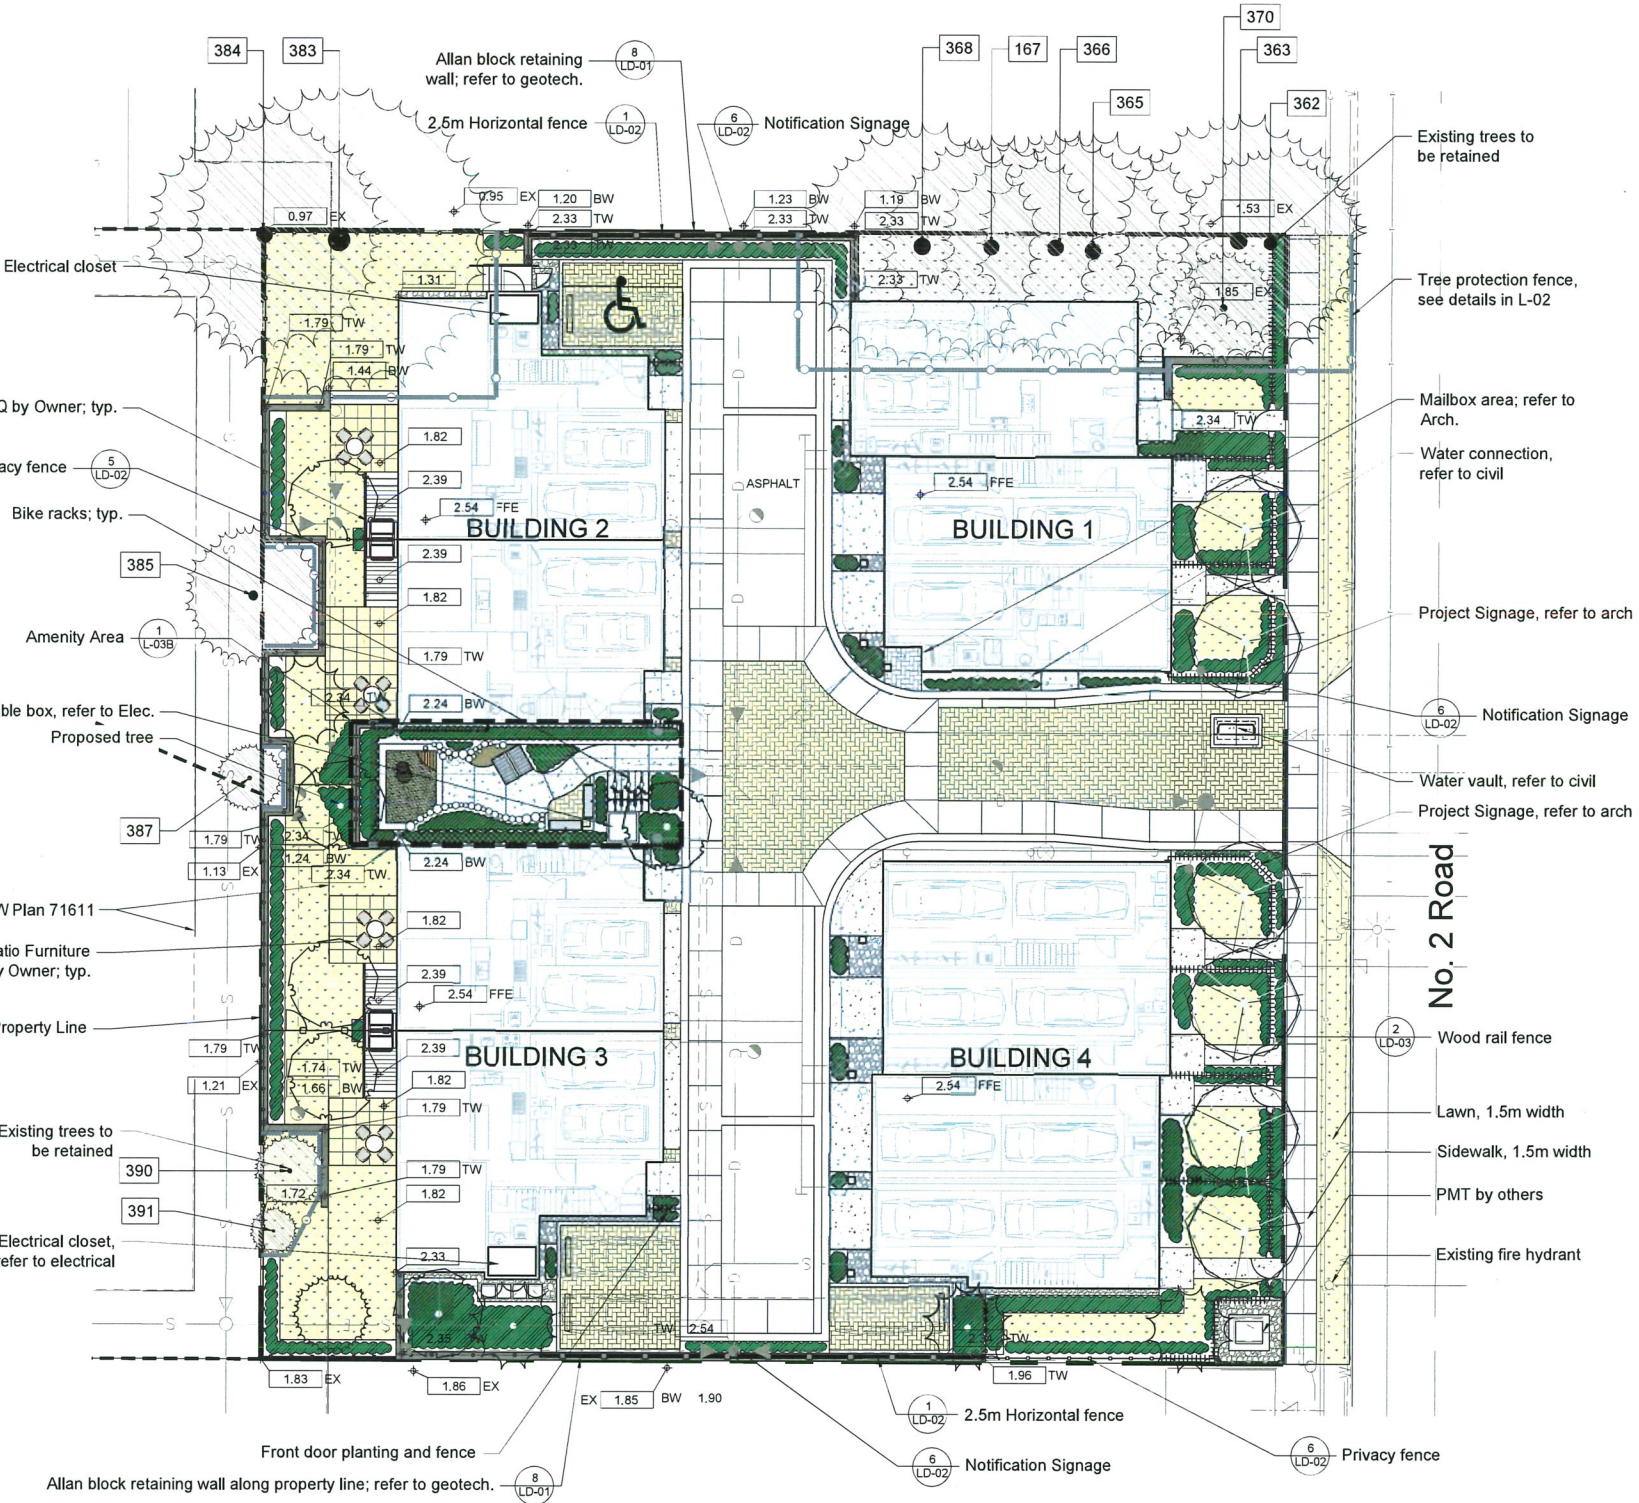 370
384
383
368
167
366
363
Allan block retaining
wall; refer to geotech.
8
LD-01
365
362
2.5m Horizontal fence
1
LD-02
6
LD-02
Notification Signage
Existing trees to
be retained
0.95 EX
1.20 BW
2.33 TW
1.23 BW
2.33 TW
1.19 BW
2.33 TW
1.53 EX
0.97 EX
2.33 TW
Electrical closet
1.31
2.33 TW
1.85 EX
Tree protection fence,
see details in L-02
1.79 TW
1.79 TW
1.44 BW
Q by Owner; typ.
Mailbox area; refer to
Arch.
2.34 TW
1.82
acy fence
5
LD-02
2.39
Water connection,
refer to civil
ASPHALT
2.54 FFE
2.54 FFE
Bike racks; typ.
BUILDING 2
BUILDING 1
2.39
385
1.82
Project Signage, refer to arch
Amenity Area
1
L-03B
1.79 TW
2.34 TW
2.24 BW
ble box, refer to Elec.
Proposed tree
6
LD-02
Notification Signage
Water vault, refer to civil
387
Project Signage, refer to arch
1.79 TW
2.34 TW
1.24 BW
2.24 BW
1.13 EX
2.34 TW
W Plan 71611
1.82
No. 2 Road
atio Furniture
y Owner; typ.
2.39
2.54 FFE
Property Line
2
LD-03
Wood rail fence
1.79 TW
2.39
BUILDING 3
BUILDING 4
1.74 TW
1.66 BW
1.82
1.21 EX
2.54 FFE
1.79 TW
Lawn, 1.5m width
Existing trees to
be retained
Sidewalk, 1.5m width
390
1.79 TW
1.72
1.82
PMT by others
391
Electrical closet,
refer to electrical
2.33
Existing fire hydrant
2.35 TW
TW 2.54
TW
1.83 EX
1.86 EX
EX 1.85 BW 1.90
1.96 TW
1
LD-02
2.5m Horizontal fence
Front door planting and fence
6
LD-02
Notification Signage
6
LD-02
Privacy fence
Allan block retaining wall along property line; refer to geotech.
8
LD-01